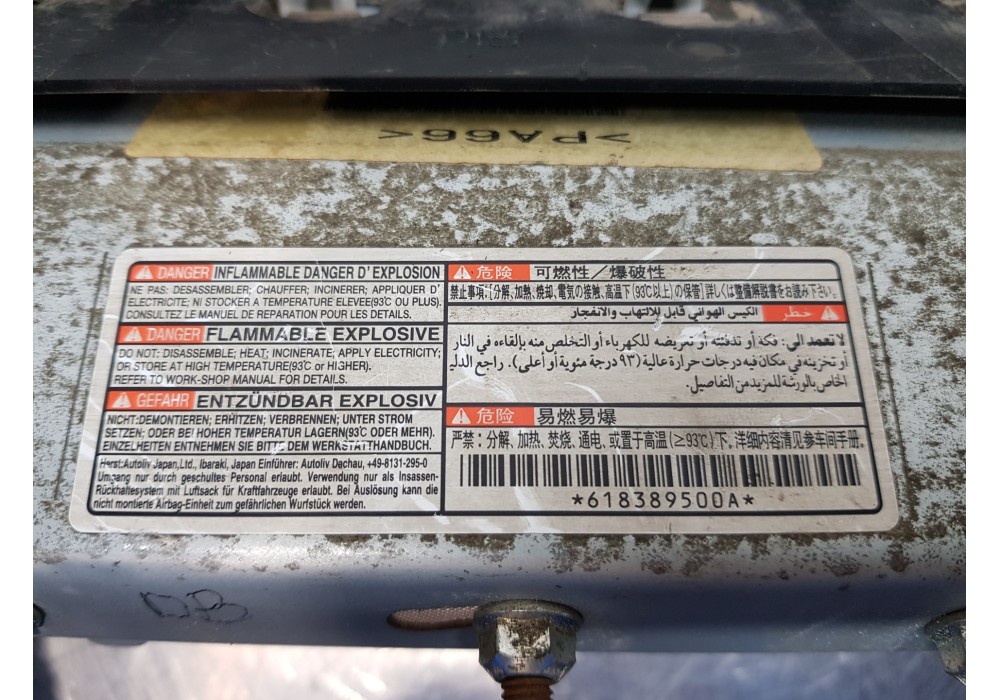 >PA66<
DANGER INFLAMMABLE DANGER D' EXPLOSION
NE PAS: DESASSEMBLER; CHAUFFER; INCINERER; APPLIQUER D'
ELECTRICITE; NI STOCKER A TEMPERATURE ELEVEE(93℃ OU PLUS).
CONSULTEZ LE MANUEL DE REPARATION POUR LES DETAILS.
DANGER FLAMMABLE EXPLOSIVE
DO NOT: DISASSEMBLE; HEAT; INCINERATE; APPLY ELECTRICITY;
OR STORE AT HIGH TEMPERATURE(93℃ or HIGHER).
REFER TO WORK-SHOP MANUAL FOR DETAILS.
GEFAHR ENTZÜNDBAR EXPLOSIV
NICHT:DEMONTIEREN; ERHITZEN; VERBRENNEN; UNTER STROM
SETZEN; ODER BEI HOHER TEMPERATUR LAGERN(93℃ ODER MEHR).
EINZELHEITEN ENTNEHMEN SIE BITTE DEM WERKSTATTHANDBUCH.
Herst:Autoliv Japan,Ltd., Ibaraki, Japan Einführer: Autoliv Dachau, +49-8131-295-0
Umgang nur durch geschultes Personal erlaubt. Verwendung nur als Insassen-
Rückhaltesystem mit Luftsack für Kraftfahrzeuge erlaubt. Bei Auslösung kann die
nicht montierte Airbag-Einheit zum gefährlichen Wurfstück werden.
危険 可燃性／爆破性
禁止事項:[分解、加熱、焼却、電気の接触、高温下(93℃以上)の保管]詳しくは整備解説書をお読み下さい。
خطر الكيس الهوائي قابل للالتهاب والانفجار
لا تعمد الى: فكه أو تدفئته أو تعريضه للكهرباء أو التخلص منه بإلقاءه في النار
أو تخزينه في مكان فيه درجات حرارة عالية (٩٣ درجة مئوية أو أعلى). راجع الدليل
الخاص بالورشة للمزيد من التفاصيل.
危险 易燃易爆
严禁：分解、加热、焚烧、通电、或置于高温(≥93℃)下。详细内容请见参车间手册.
*618389500A*
DB